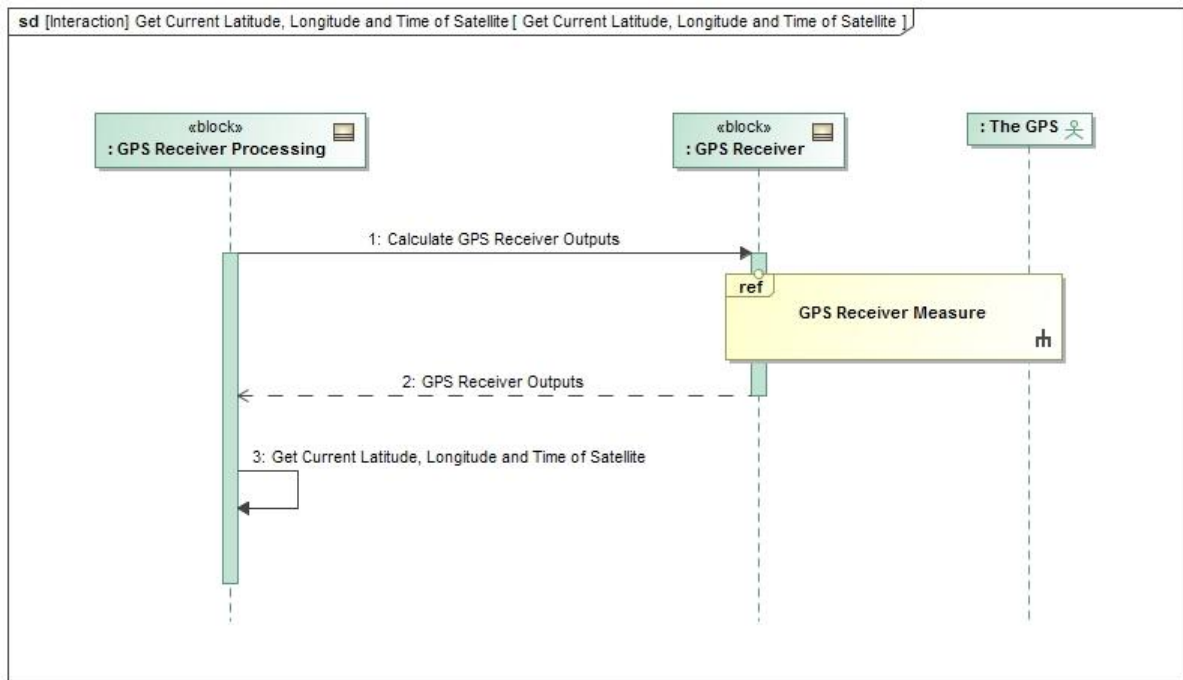 sd [Interaction] Get Current Latitude, Longitude and Time of Satellite [ Get Current Latitude, Longitude and Time of Satellite ]
«block»
: GPS Receiver Processing
«block»
: GPS Receiver
: The GPS
1: Calculate GPS Receiver Outputs
ref
GPS Receiver Measure
2: GPS Receiver Outputs
3: Get Current Latitude, Longitude and Time of Satellite